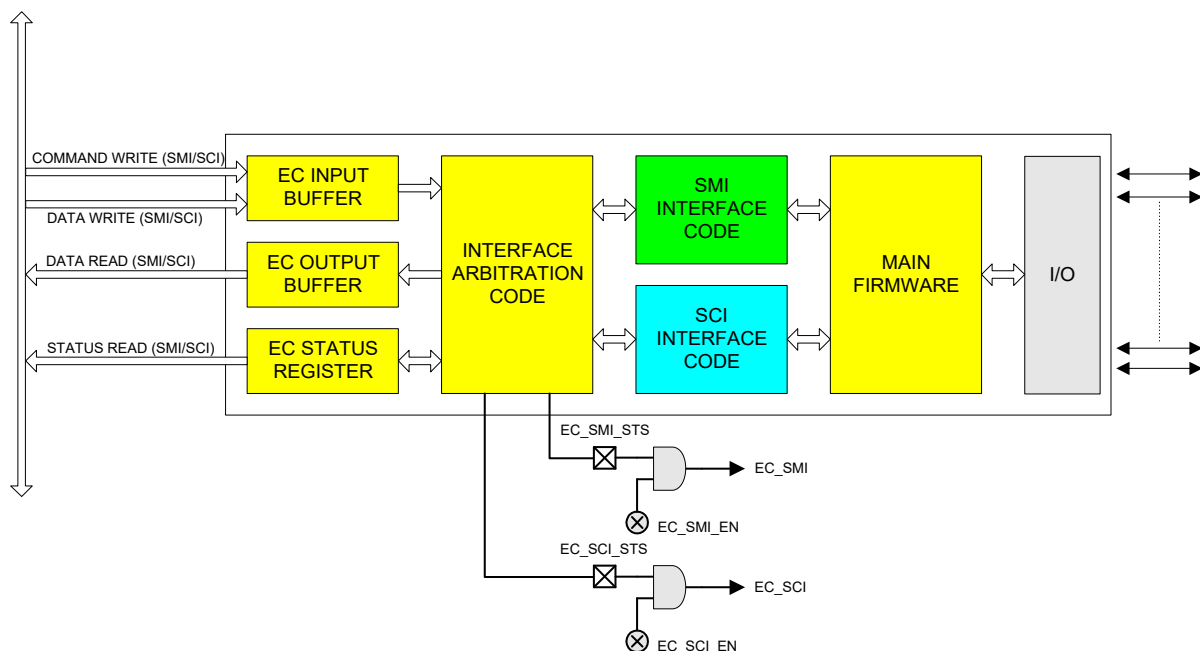 COMMAND WRITE (SMI/SCI)
DATA WRITE (SMI/SCI)
DATA READ (SMI/SCI)
STATUS READ (SMI/SCI)
EC INPUT
BUFFER
EC OUTPUT
BUFFER
EC STATUS
REGISTER
INTERFACE
ARBITRATION
CODE
SMI
INTERFACE
CODE
SCI
INTERFACE
CODE
MAIN
FIRMWARE
I/O
EC_SMI_STS
EC_SMI
EC_SMI_EN
EC_SCI_STS
EC_SCI
EC_SCI_EN